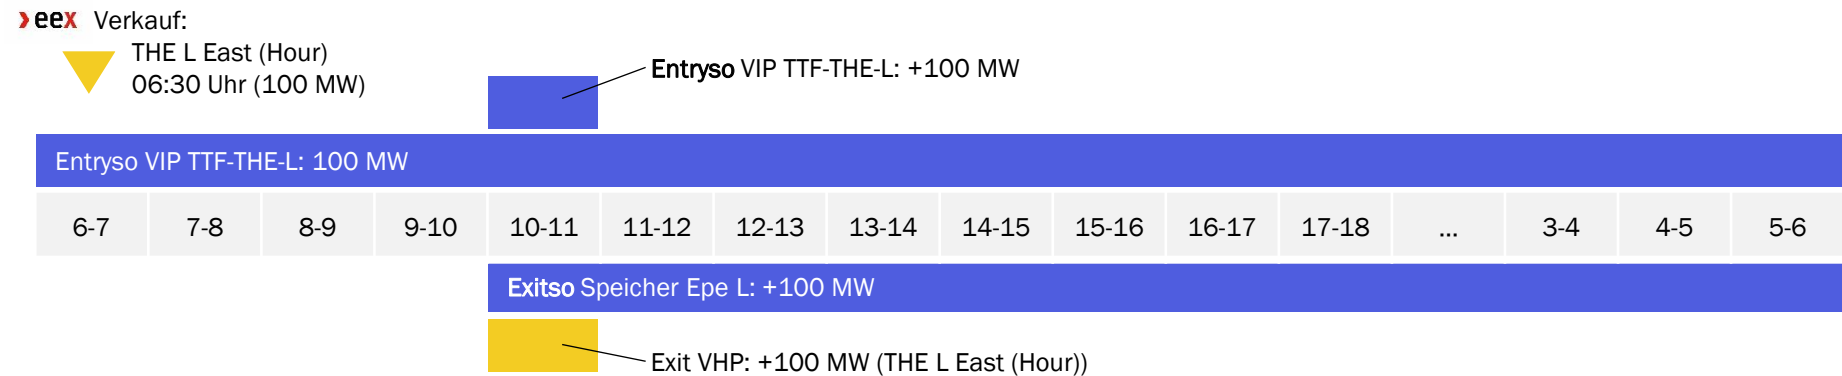 eex Verkauf:
THE L East (Hour)
06:30 Uhr (100 MW)
Entryso VIP TTF-THE-L: +100 MW
Entryso VIP TTF-THE-L: 100 MW
6-7 7-8 8-9 9-10 10-11 11-12 12-13 13-14 14-15 15-16 16-17 17-18 ... 3-4 4-5 5-6
Exitso Speicher Epe L: +100 MW
Exit VHP: +100 MW (THE L East (Hour))